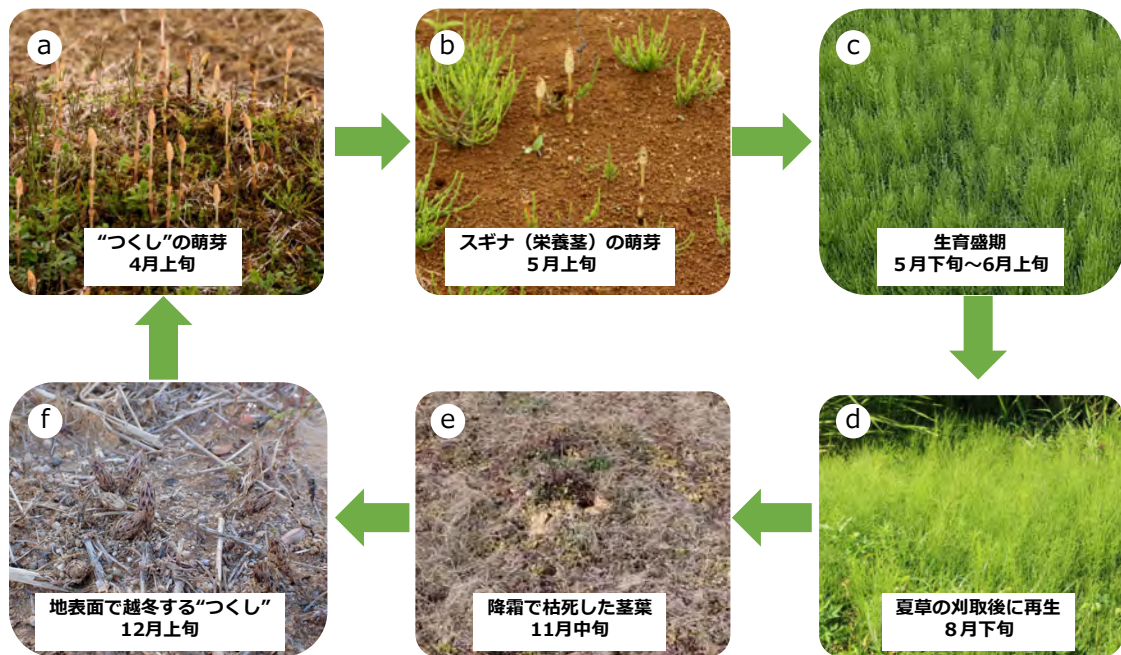 a
“つくし”の萌芽
4月上旬
b
スギナ（栄養茎）の萌芽
５月上旬
c
生育盛期
５月下旬～6月上旬
d
夏草の刈取後に再生
８月下旬
e
降霜で枯死した茎葉
11月中旬
f
地表面で越冬する“つくし”
12月上旬